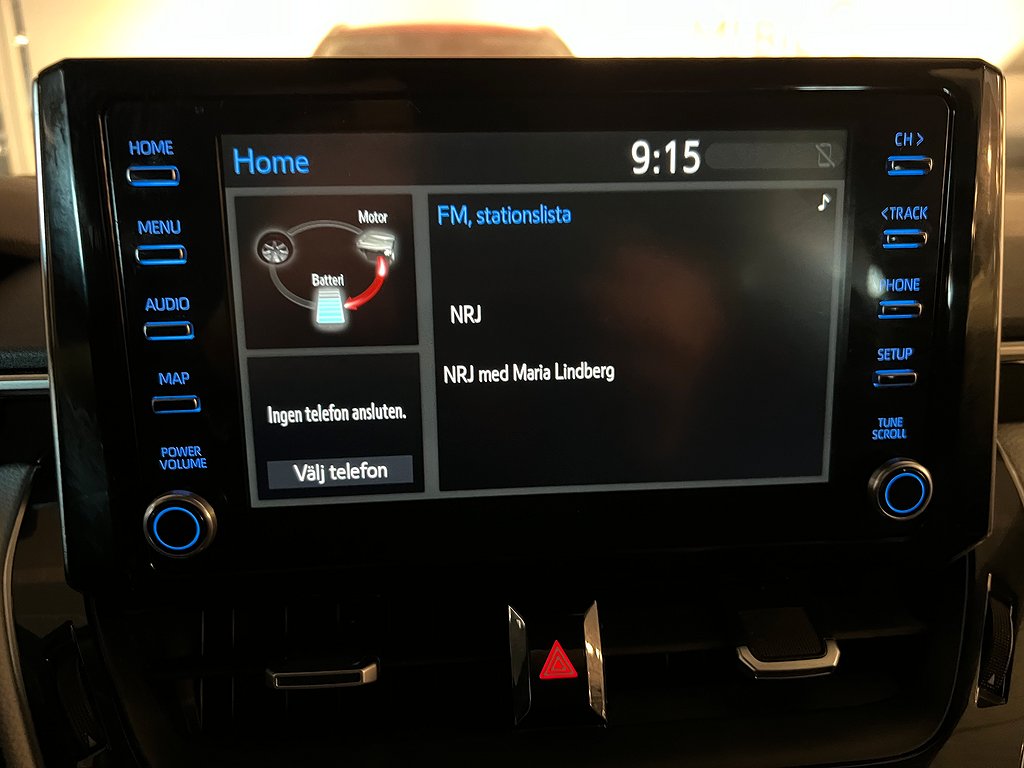 HOME
MENU
AUDIO
MAP
POWER
VOLUME
Home
9:15
Motor
Batteri
Ingen telefon ansluten.
Välj telefon
FM, stationslista
NRJ
NRJ med Maria Lindberg
CH >
<TRACK
PHONE
SETUP
TUNE
SCROLL